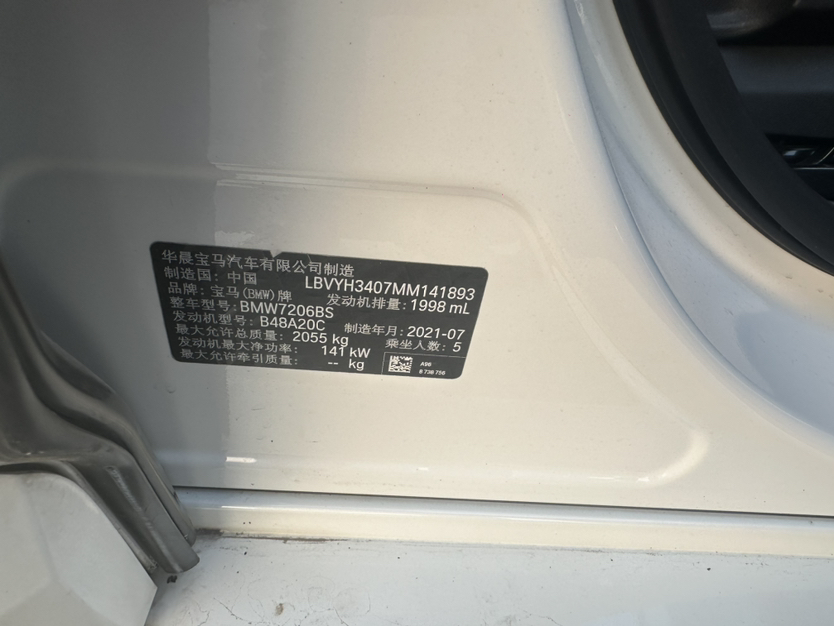 华晨宝马汽车有限公司制造
制造国: 中国 LBVYH3407MM141893
品牌: 宝马(BMW)牌 发动机排量: 1998 mL
整车型号: BMW7206BS
发动机型号: B48A20C 制造年月: 2021-07
最大允许总质量: 2055 kg 乘坐人数: 5
发动机最大净功率: 141 kW
最大允许牵引质量: -- kg
A96
8 736 756